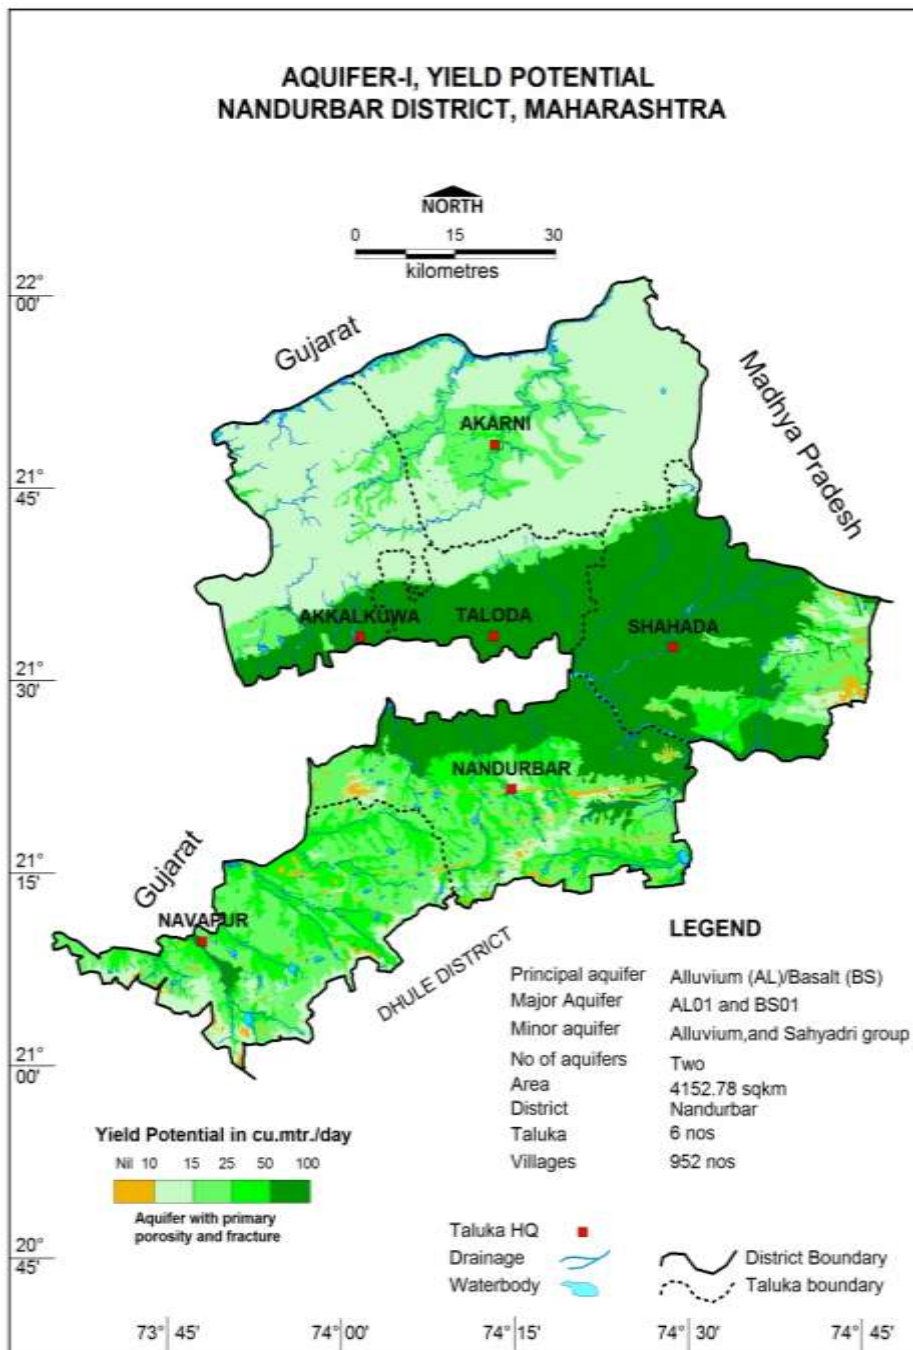 AQUIFER-I, YIELD POTENTIAL
NANDURBAR DISTRICT, MAHARASHTRA
NORTH
0 15 30
kilometres
22°
00'
Gujarat
Madhya Pradesh
AKARNI
21°
45'
AKKALKUWA
TALODA
SHAHADA
21°
30'
NANDURBAR
21°
15'
Gujarat
NAVAPUR
DHULE DISTRICT
21°
00'
LEGEND
Principal aquifer Alluvium (AL)/Basalt (BS)
Major Aquifer AL01 and BS01
Minor aquifer Alluvium,and Sahyadri group
No of aquifers Two
Area 4152.78 sqkm
District Nandurbar
Taluka 6 nos
Villages 952 nos
Yield Potential in cu.mtr./day
Nil 10 15 25 50 100
Aquifer with primary
porosity and fracture
Taluka HQ
Drainage
Waterbody
District Boundary
Taluka boundary
20°
45'
73° 45' 74° 00' 74° 15' 74° 30' 74° 45'